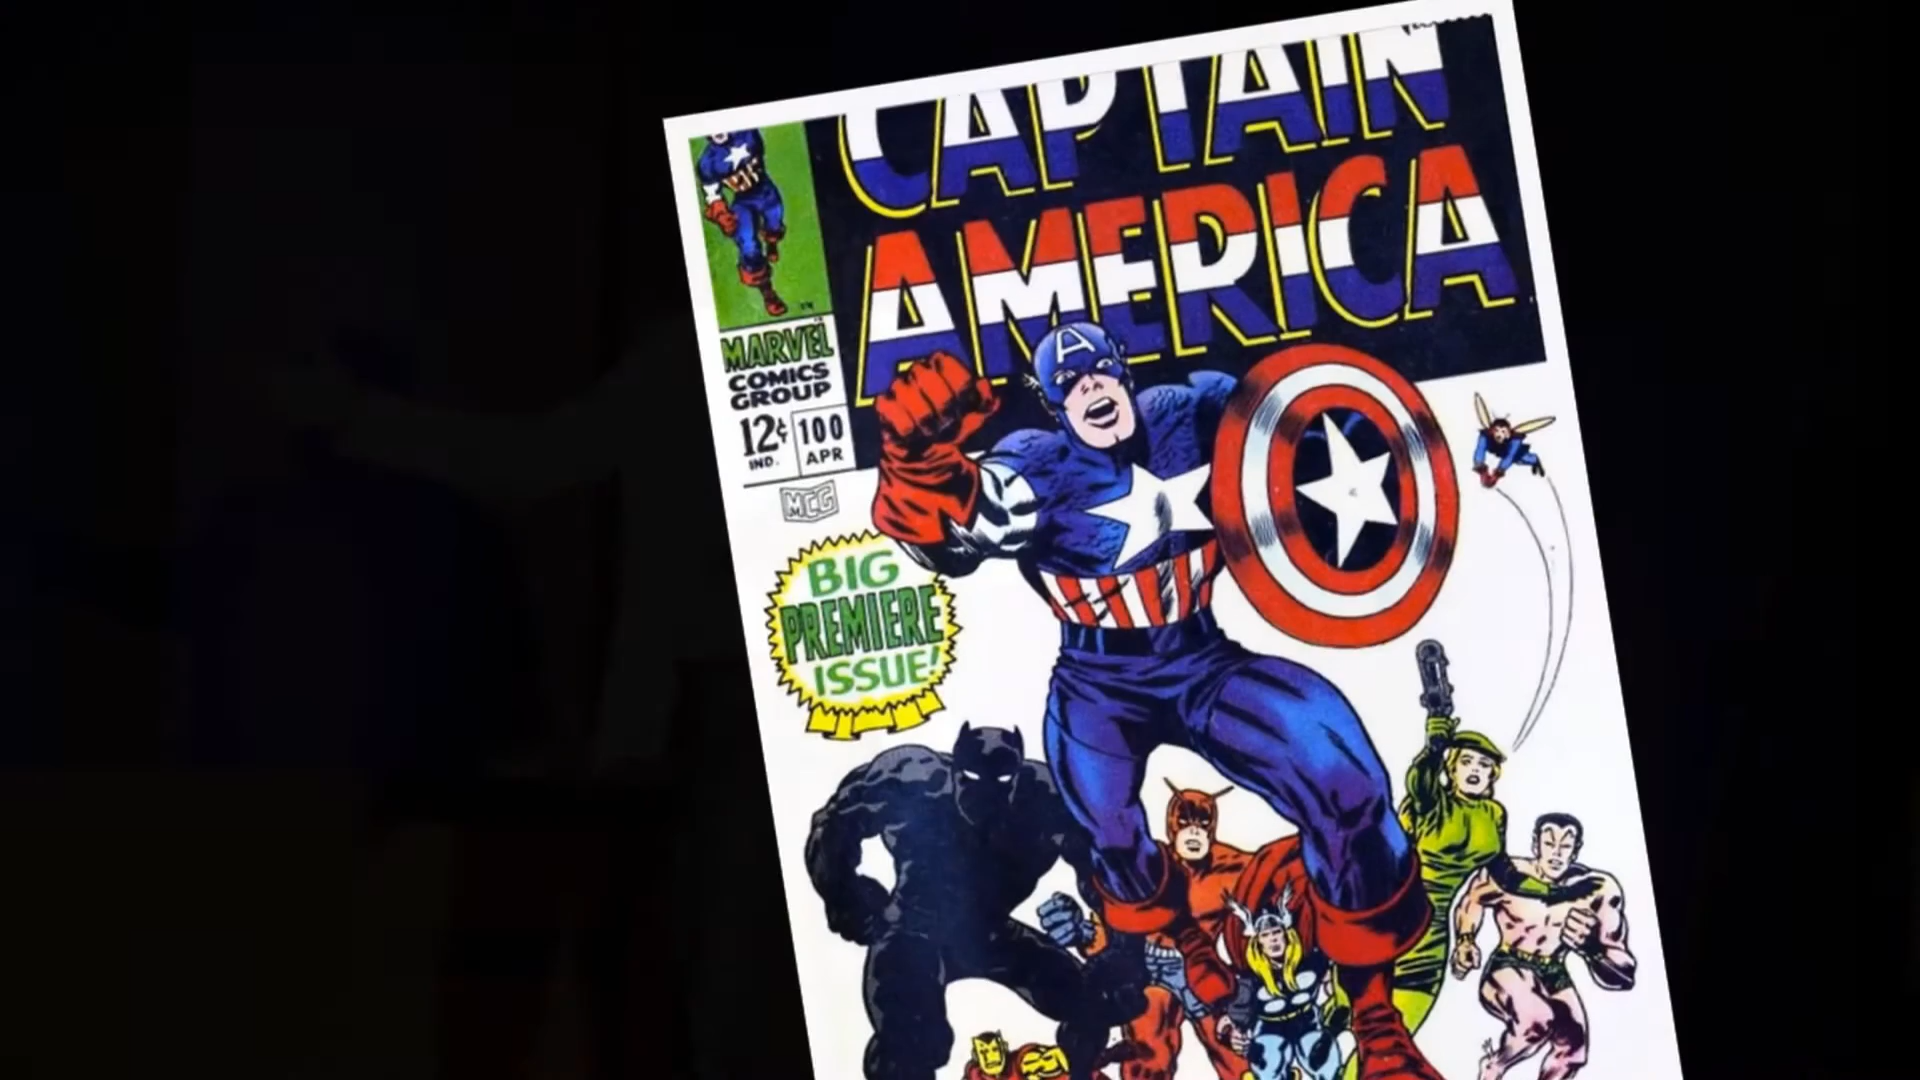 CAPTAIN
AMERICA
MARVEL
COMICS
GROUP
12¢
IND.
100
APR
MCG
A
BIG
PREMIERE
ISSUE!